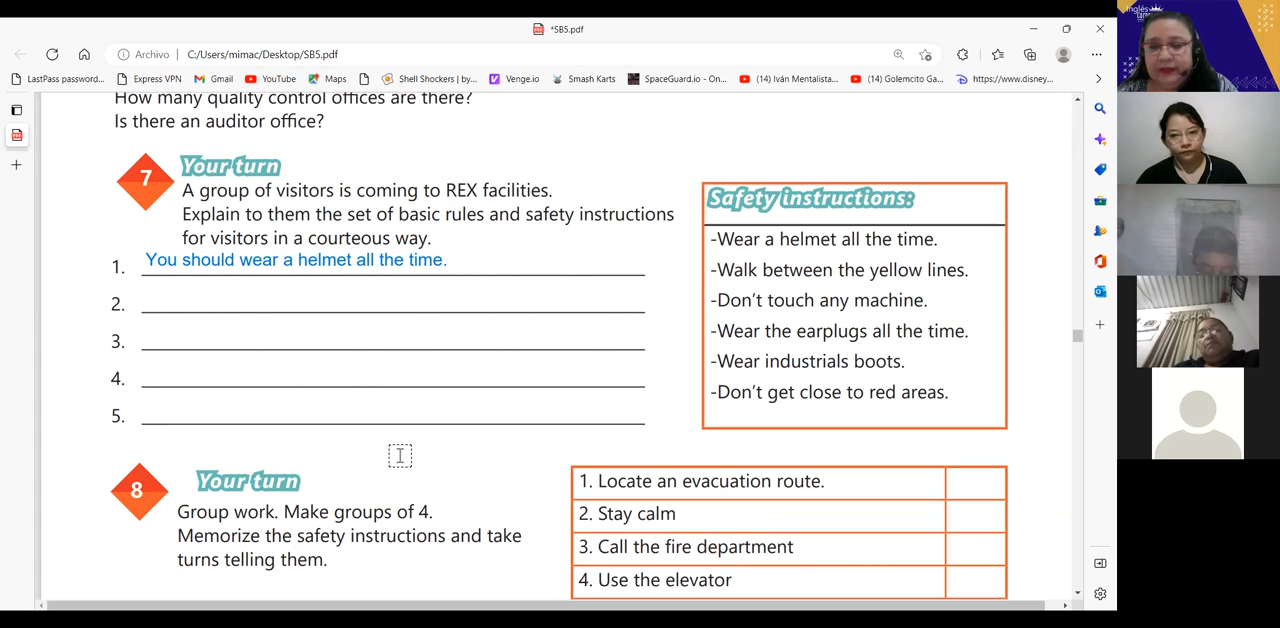 *SB5.pdf
Archivo | C:/Users/mimac/Desktop/SB5.pdf
LastPass password...
Express VPN
Gmail
YouTube
Maps
Shell Shockers | by...
Venge.io
Smash Karts
SpaceGuard.io - On...
(14) Iván Mentalista...
(14) Golemcito Ga...
https://www.disney...
How many quality control offices are there?
Is there an auditor office?
7
Your turn
A group of visitors is coming to REX facilities.
Explain to them the set of basic rules and safety instructions
for visitors in a courteous way.
1. You should wear a helmet all the time.
2.
3.
4.
5.
Safety instructions:
-Wear a helmet all the time.
-Walk between the yellow lines.
-Don't touch any machine.
-Wear the earplugs all the time.
-Wear industrials boots.
-Don't get close to red areas.
8
Your turn
Group work. Make groups of 4.
Memorize the safety instructions and take
turns telling them.
1. Locate an evacuation route.
2. Stay calm
3. Call the fire department
4. Use the elevator
Inglés